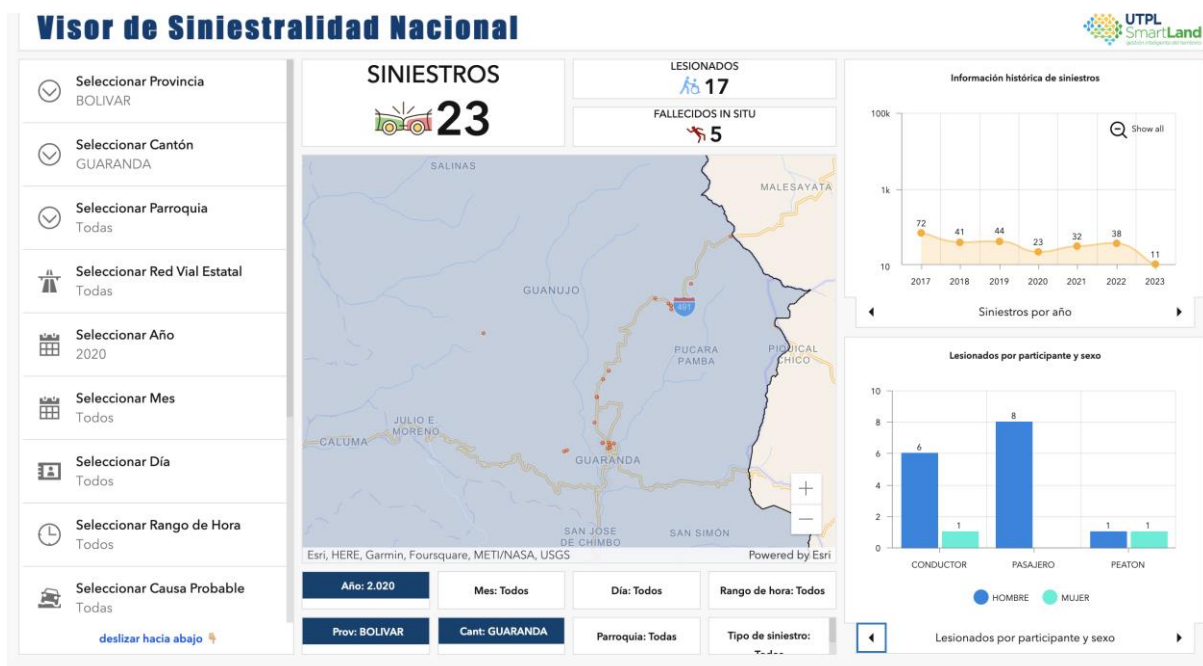 Visor de Siniestralidad Nacional
UTPL
SmartLand
Seleccionar Provincia
BOLIVAR
Seleccionar Cantón
GUARANDA
Seleccionar Parroquia
Todas
Seleccionar Red Vial Estatal
Todas
Seleccionar Año
2020
Seleccionar Mes
Todos
Seleccionar Día
Todos
Seleccionar Rango de Hora
Todos
Seleccionar Causa Probable
Todas
deslizar hacia abajo
SINIESTROS
23
LESIONADOS
17
FALLECIDOS IN SITU
5
SALINAS
MALESAYATA
GUANUJO
491
PUCARA
PAMBA
PIQUICAL
CHICO
JULIO E.
MORENO
CALUMA
GUARANDA
SAN JOSE
DE CHIMBO
SAN SIMÓN
+
−
Esri, HERE, Garmin, Foursquare, METI/NASA, USGS
Powered by Esri
Año: 2.020
Mes: Todos
Día: Todos
Rango de hora: Todos
Prov: BOLIVAR
Cant: GUARANDA
Parroquia: Todas
Tipo de siniestro:
Todos
Información histórica de siniestros
Show all
100k
1k
10
72 41 44 23 32 38 11
2017 2018 2019 2020 2021 2022 2023
Siniestros por año
Lesionados por participante y sexo
10
8
6
4
2
0
6 1 8 1 1
CONDUCTOR PASAJERO PEATON
HOMBRE MUJER
Lesionados por participante y sexo